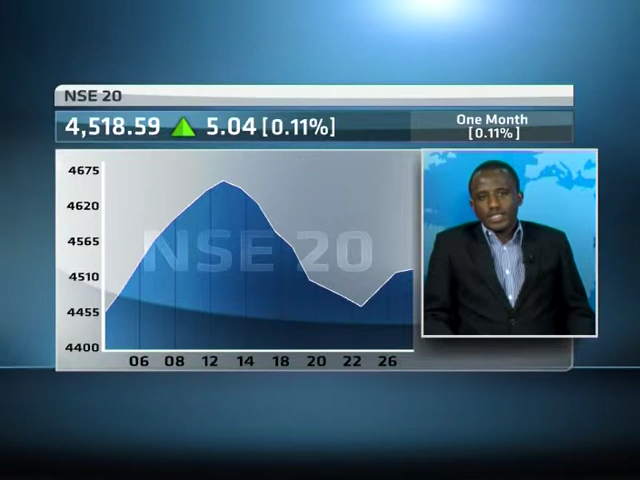 NSE 20
4,518.59 5.04 [0.11%]
One Month
[0.11%]
4675
4620
4565
4510
4455
4400
NSE 20
06 08 12 14 18 20 22 26